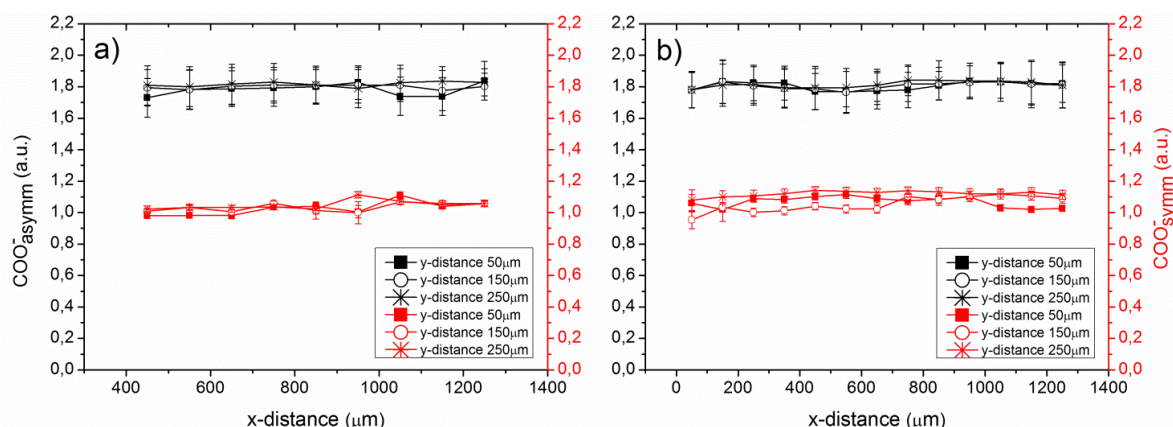 a)
2,2
2,0
1,8
1,6
1,4
1,2
1,0
0,8
0,6
0,4
0,2
0,0
COO⁻asymm (a.u.)
400 600 800 1000 1200 1400
x-distance (μm)
2,2
2,0
1,8
1,6
1,4
1,2
1,0
0,8
0,6
0,4
0,2
0,0
y-distance 50μm
y-distance 150μm
y-distance 250μm
y-distance 50μm
y-distance 150μm
y-distance 250μm
b)
0 200 400 600 800 1000 1200 1400
x-distance (μm)
2,2
2,0
1,8
1,6
1,4
1,2
1,0
0,8
0,6
0,4
0,2
0,0
COO⁻symm (a.u.)
y-distance 50μm
y-distance 150μm
y-distance 250μm
y-distance 50μm
y-distance 150μm
y-distance 250μm